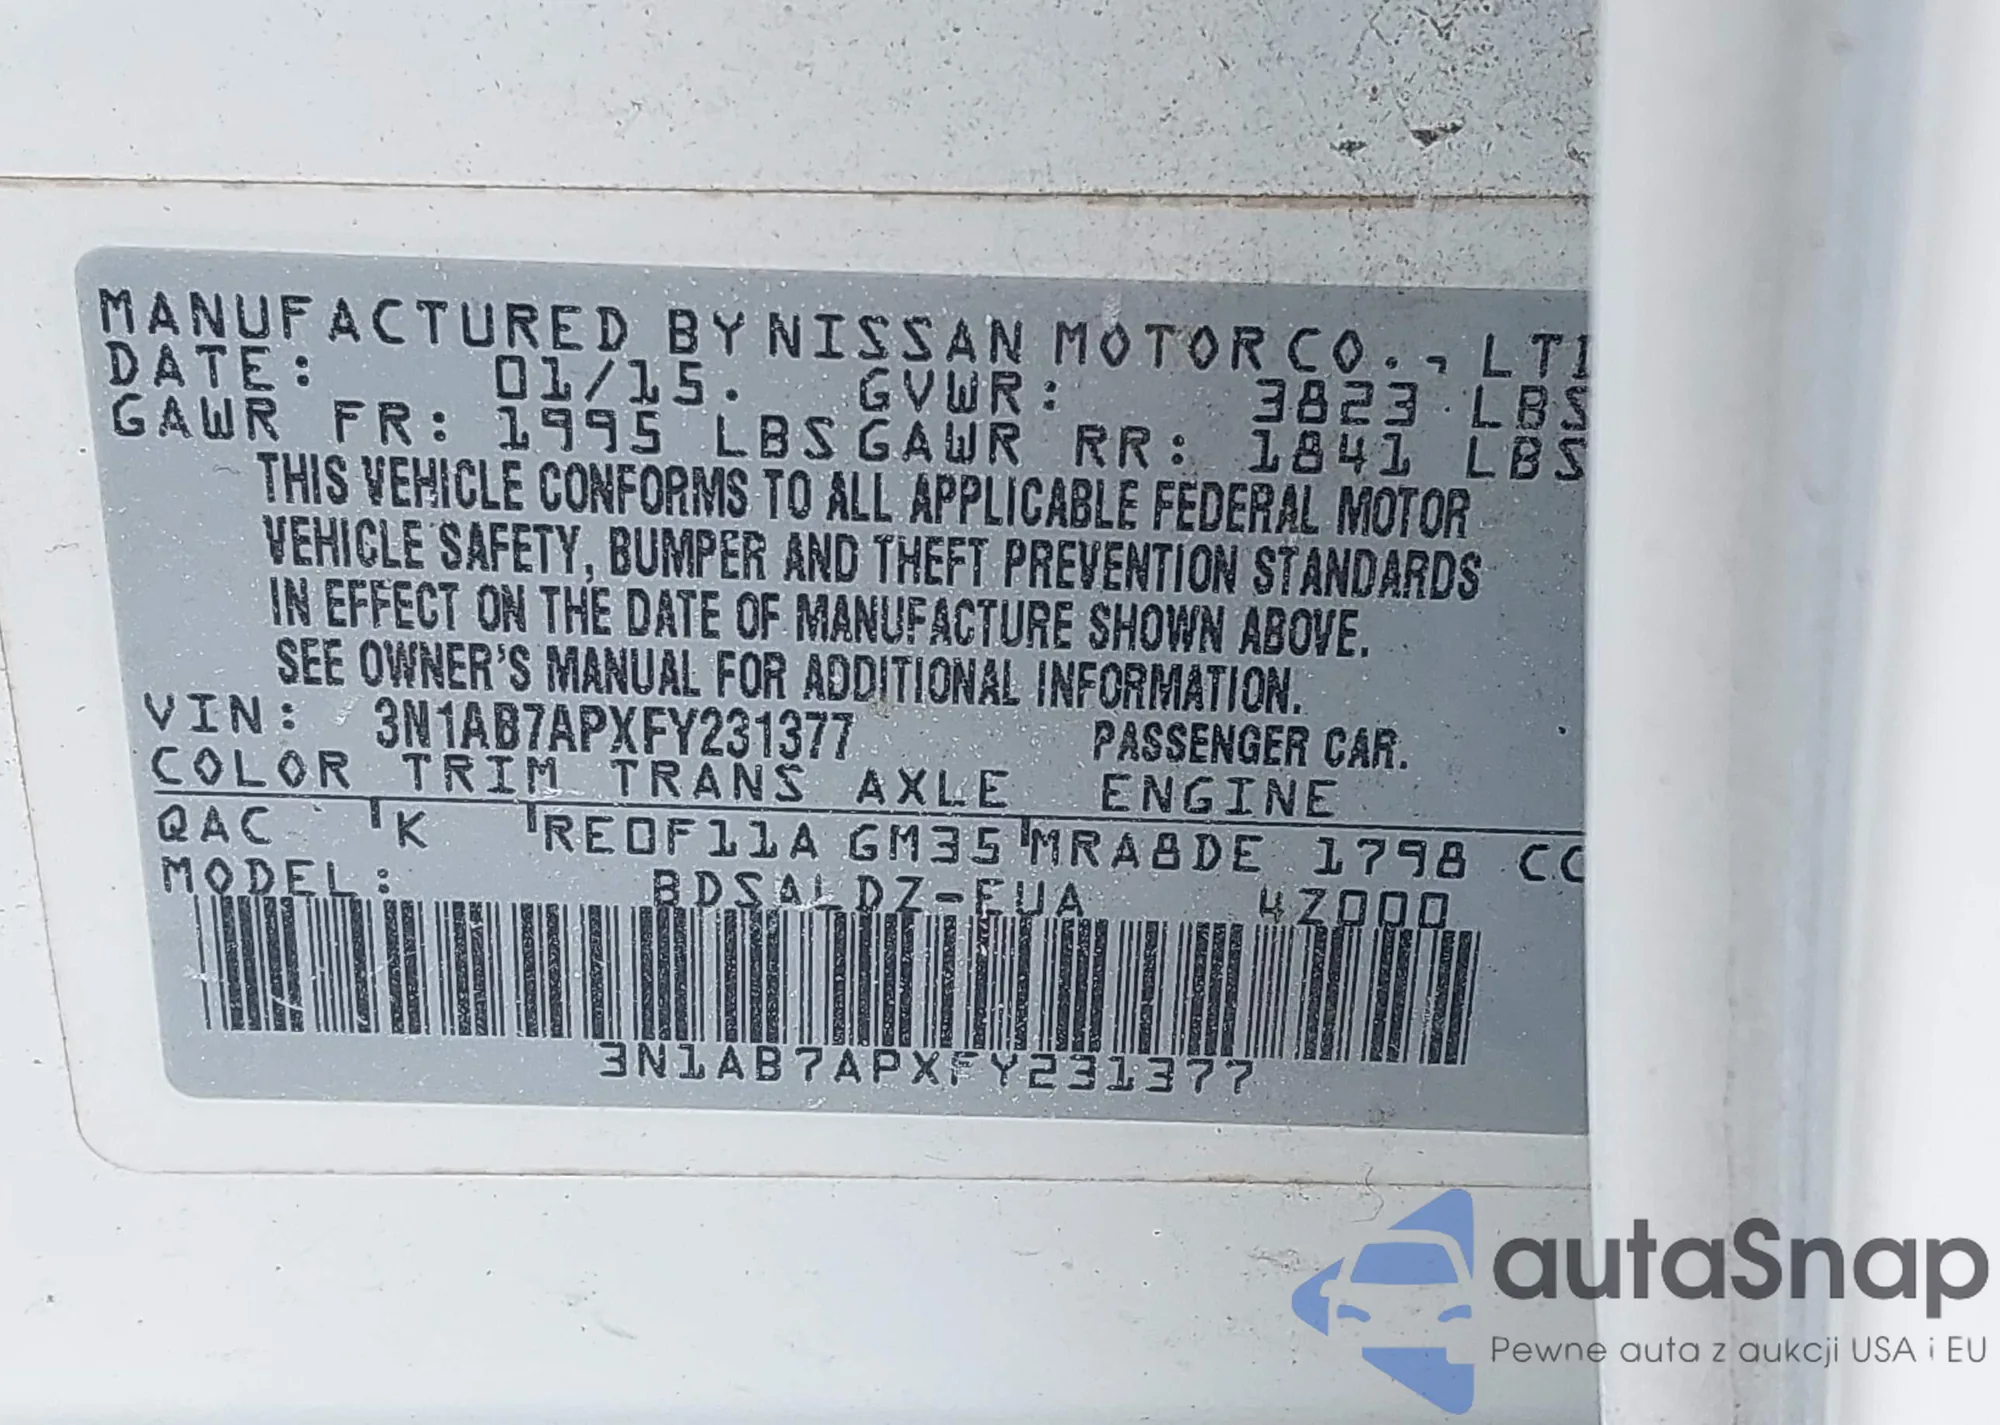 MANUFACTURED BY NISSAN MOTOR CO., LTD
DATE: 01/15. GVWR: 3823 LBS
GAWR FR: 1995 LBS GAWR RR: 1841 LBS
THIS VEHICLE CONFORMS TO ALL APPLICABLE FEDERAL MOTOR
VEHICLE SAFETY, BUMPER AND THEFT PREVENTION STANDARDS
IN EFFECT ON THE DATE OF MANUFACTURE SHOWN ABOVE.
SEE OWNER'S MANUAL FOR ADDITIONAL INFORMATION.
VIN: 3N1AB7APXFY231377 PASSENGER CAR.
COLOR TRIM TRANS AXLE ENGINE
QAC K RE0F11A GM35 MRA8DE 1798 CC
MODEL: BDSALDZ-EUA 4Z000
3N1AB7APXFY231377
autaSnap
Pewne auta z aukcji USA i EU